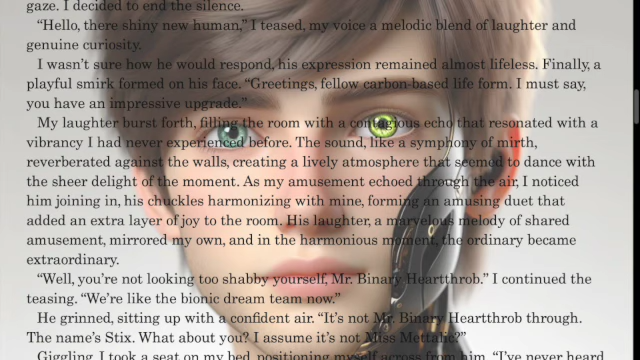 gaze. I decided to end the silence.
“Hello, there shiny new human,” I teased, my voice a melodic blend of laughter and
genuine curiosity.
I wasn’t sure how he would respond, his expression remained almost lifeless. Finally, a
playful smirk formed on his face. “Greetings, fellow carbon-based life form. I must say,
you have an impressive upgrade.”
My laughter burst forth, filling the room with a contagious echo that resonated with a
vibrancy I had never experienced before. The sound, like a symphony of mirth,
reverberated against the walls, creating a lively atmosphere that seemed to dance with
the sheer delight of the moment. As my amusement echoed through the air, I noticed
him joining in, his chuckles harmonizing with mine, forming an amusing duet that
added an extra layer of joy to the room. His laughter, a marvelous melody of shared
amusement, mirrored my own, and in the harmonious moment, the ordinary became
extraordinary.
“Well, you’re not looking too shabby yourself, Mr. Binary Heartthrob.” I continued the
teasing. “We’re like the bionic dream team now.”
He grinned, sitting up with a confident air. “It’s not Mr. Binary Heartthrob through.
The name’s Stix. What about you? I assume it’s not Miss Mettalic?”
Giggling, I took a seat on my bed, positioning myself across from him. “I’ve never heard